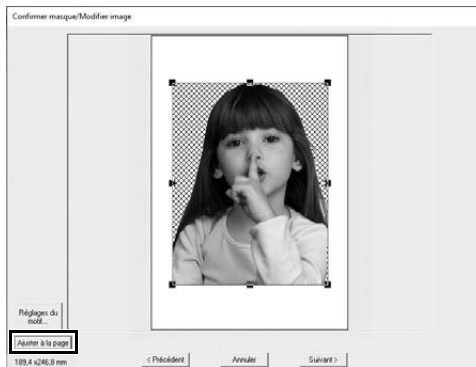 Confirmer masque/Modifier image
Réglages du
motif...
Ajuster à la page
189,4 x246,8 mm
< Précédent
Annuler
Suivant >